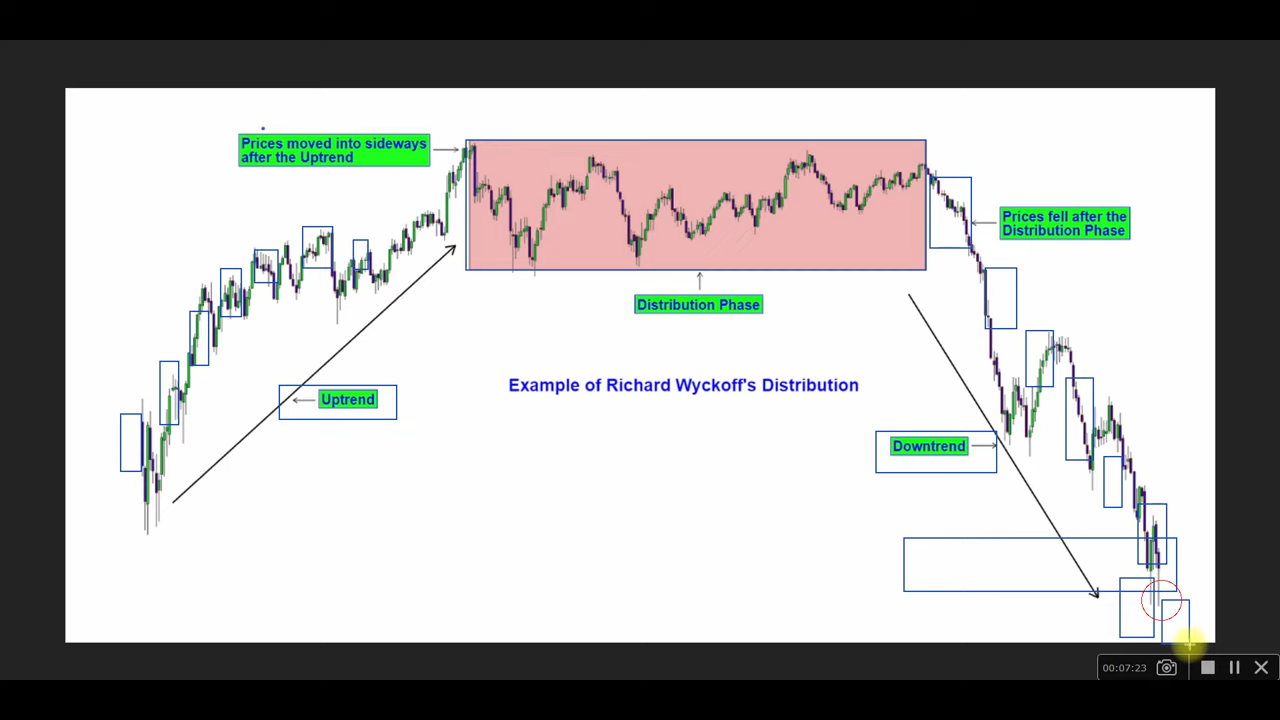 Prices moved into sideways
after the Uptrend
Prices fell after the
Distribution Phase
Distribution Phase
Example of Richard Wyckoff's Distribution
Uptrend
Downtrend
00:07:23